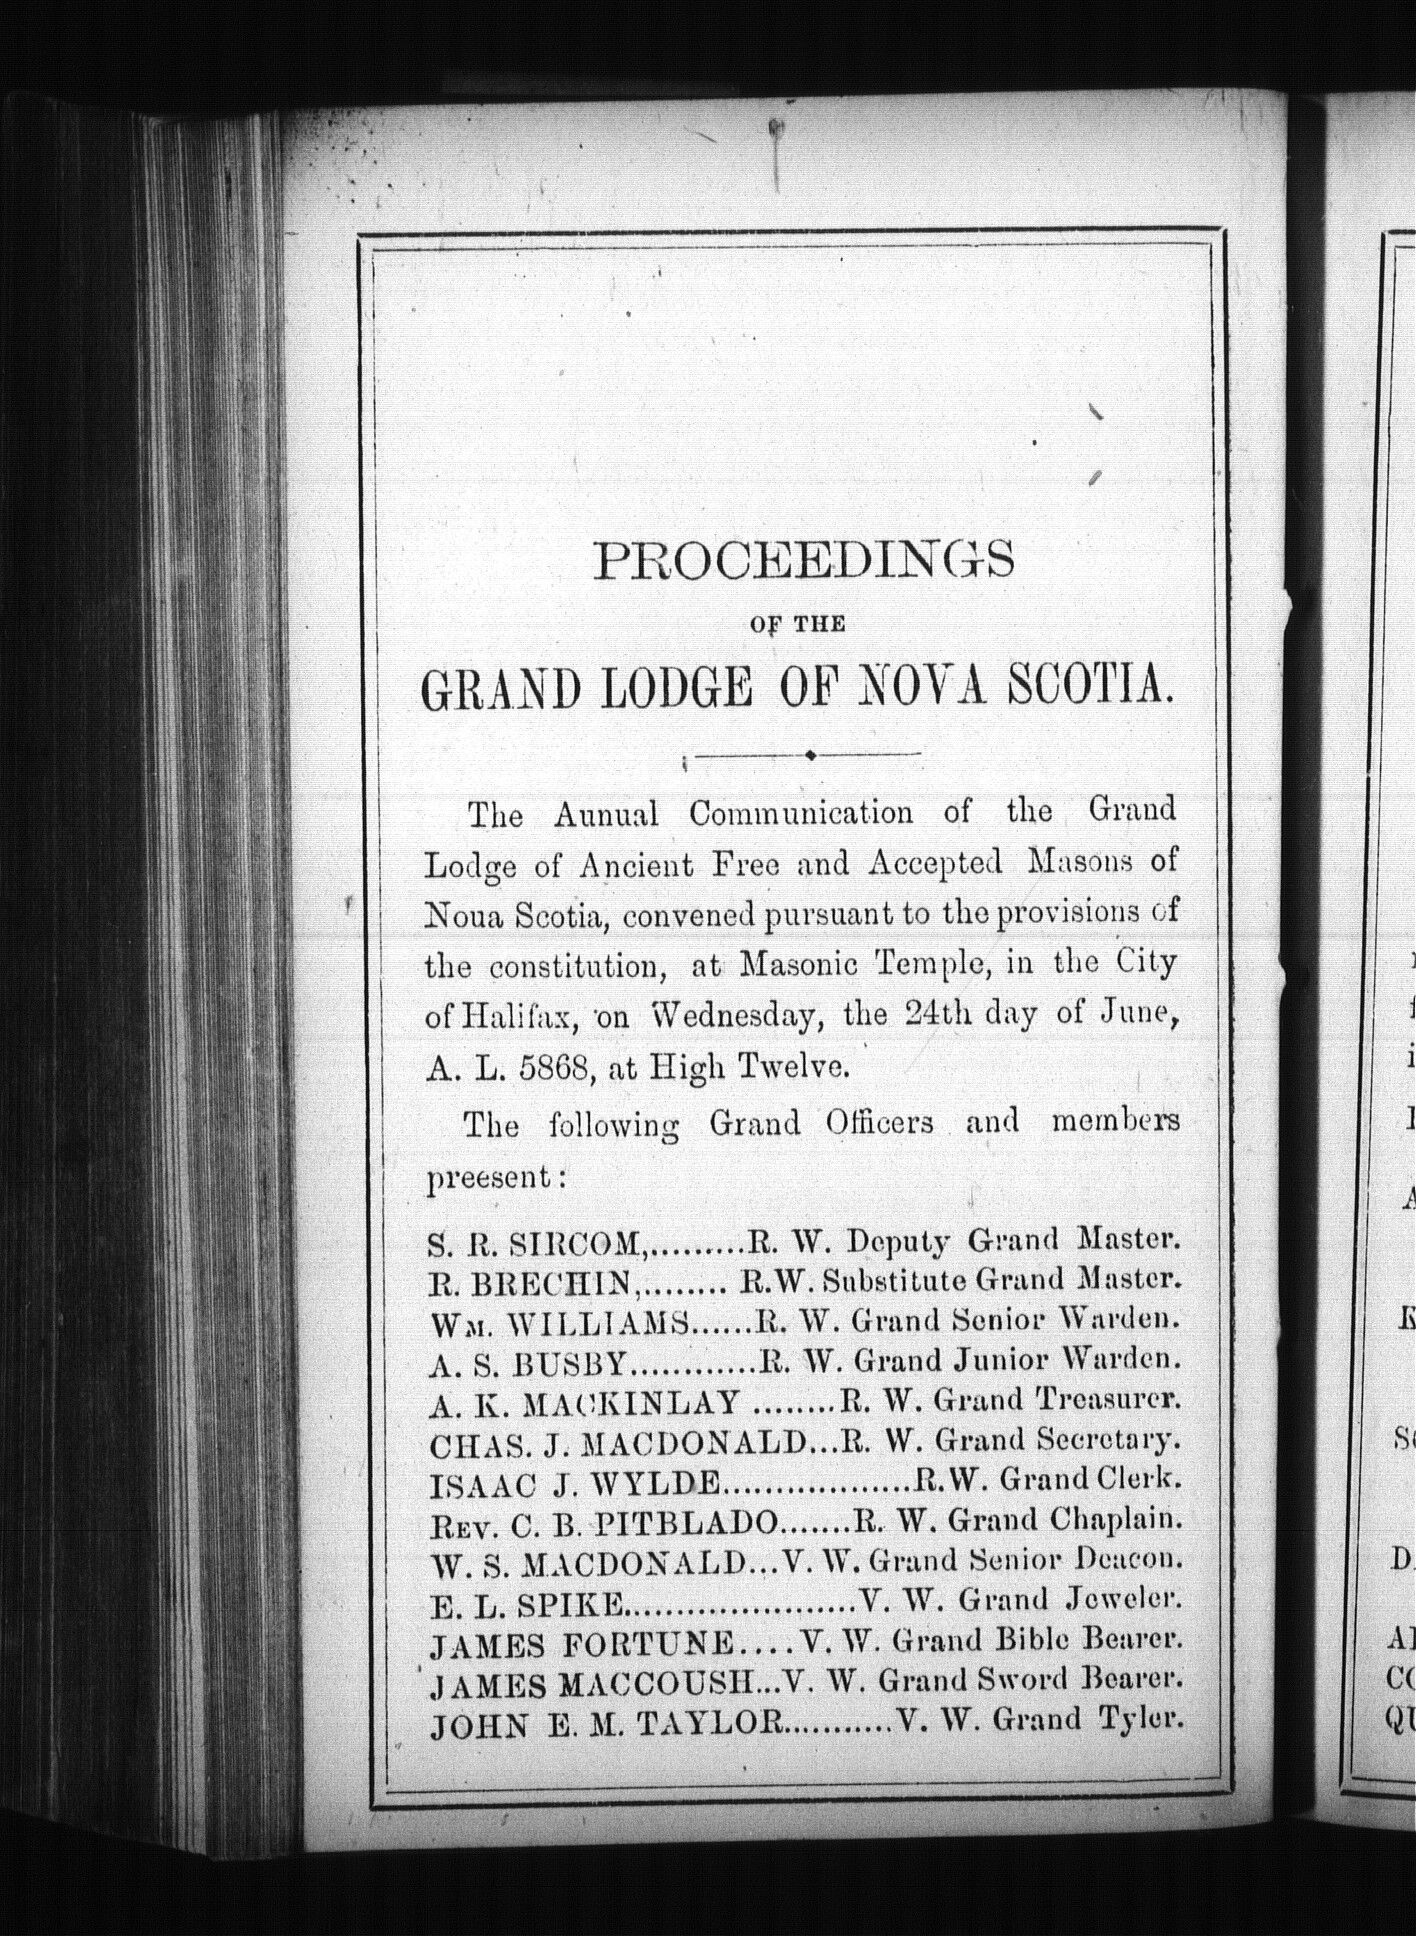 PROCEEDINGS
OF THE
GRAND LODGE OF NOVA SCOTIA.
The Aunual Communication of the Grand
Lodge of Ancient Free and Accepted Masons of
Noua Scotia, convened pursuant to the provisions of
the constitution, at Masonic Temple, in the City
of Halifax, on Wednesday, the 24th day of June,
A. L. 5868, at High Twelve.
The following Grand Officers and members
preesent:
S. R. SIRCOM,.........R. W. Deputy Grand Master.
R. BRECHIN,........ R.W. Substitute Grand Master.
WM. WILLIAMS......R. W. Grand Senior Warden.
A. S. BUSBY............R. W. Grand Junior Warden.
A. K. MACKINLAY ........R. W. Grand Treasurer.
CHAS. J. MACDONALD...R. W. Grand Secretary.
ISAAC J. WYLDE..................R.W. Grand Clerk.
REV. C. B. PITBLADO.......R. W. Grand Chaplain.
W. S. MACDONALD...V. W. Grand Senior Deacon.
E. L. SPIKE......................V. W. Grand Jeweler.
JAMES FORTUNE....V. W. Grand Bible Bearer.
JAMES MACCOUSH...V. W. Grand Sword Bearer.
JOHN E. M. TAYLOR...........V. W. Grand Tyler.